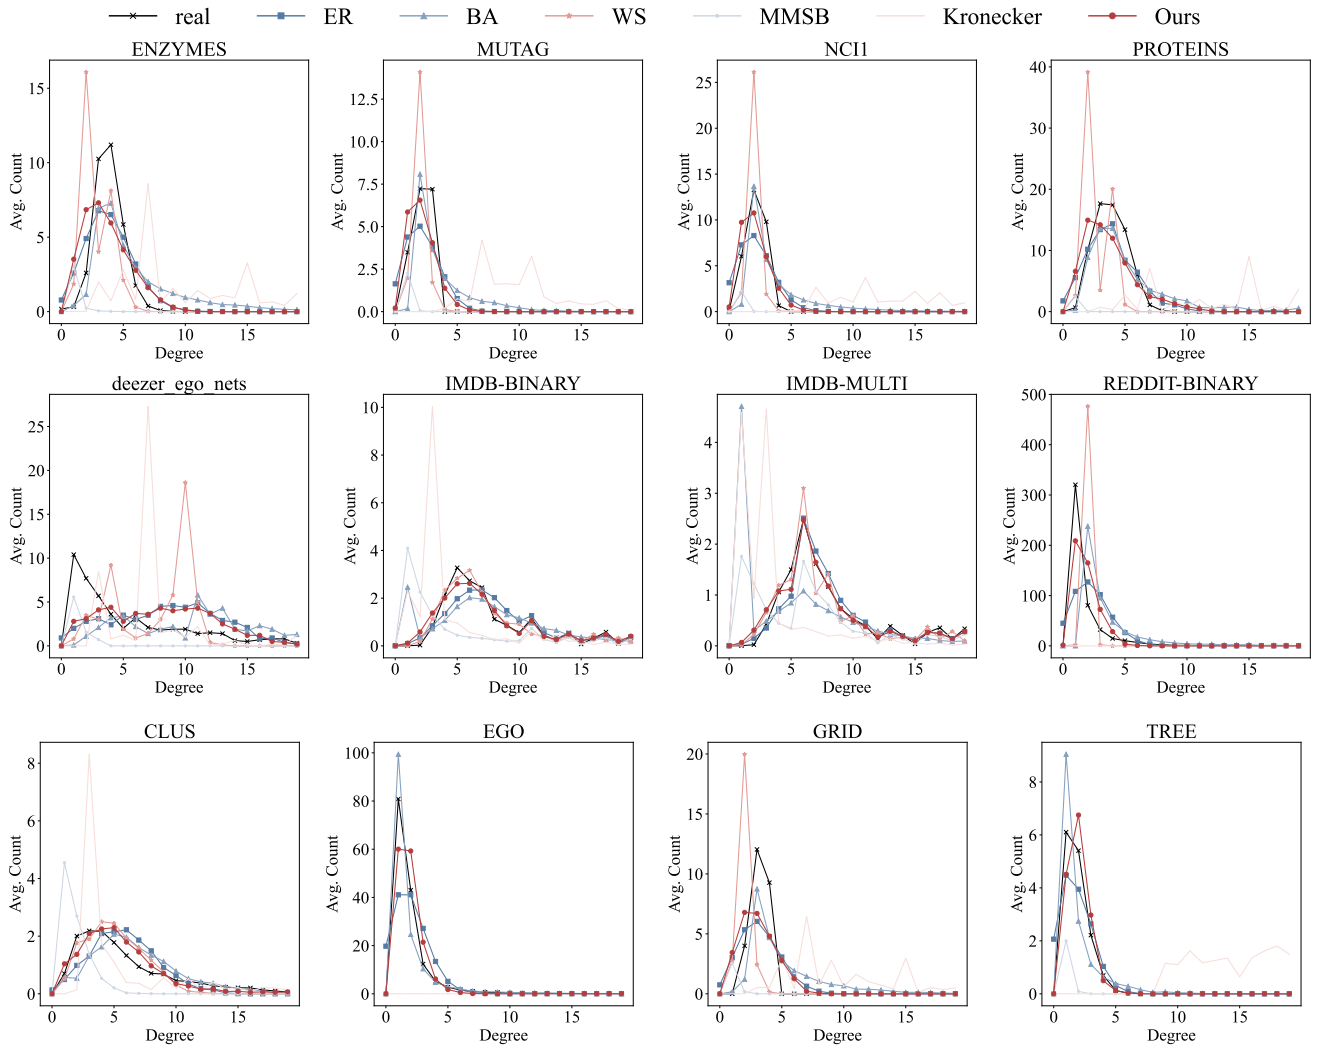 real ER BA WS MMSB Kronecker Ours
ENZYMES MUTAG NCI1 PROTEINS
15
10
5
0
Avg. Count
0 5 10 15
Degree
12.5
10.0
7.5
5.0
2.5
0.0
Avg. Count
0 5 10 15
Degree
25
20
15
10
5
0
Avg. Count
0 5 10 15
Degree
40
30
20
10
0
Avg. Count
0 5 10 15
Degree
deezer_ego_nets IMDB-BINARY IMDB-MULTI REDDIT-BINARY
25
20
15
10
5
0
Avg. Count
0 5 10 15
Degree
10
8
6
4
2
0
Avg. Count
0 5 10 15
Degree
4
3
2
1
0
Avg. Count
0 5 10 15
Degree
500
400
300
200
100
0
Avg. Count
0 5 10 15
Degree
CLUS EGO GRID TREE
8
6
4
2
0
Avg. Count
0 5 10 15
Degree
100
80
60
40
20
0
Avg. Count
0 5 10 15
Degree
20
15
10
5
0
Avg. Count
0 5 10 15
Degree
8
6
4
2
0
Avg. Count
0 5 10 15
Degree